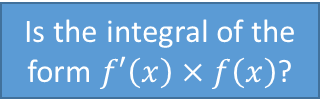 Is the integral of the
form f′(x) × f(x)?